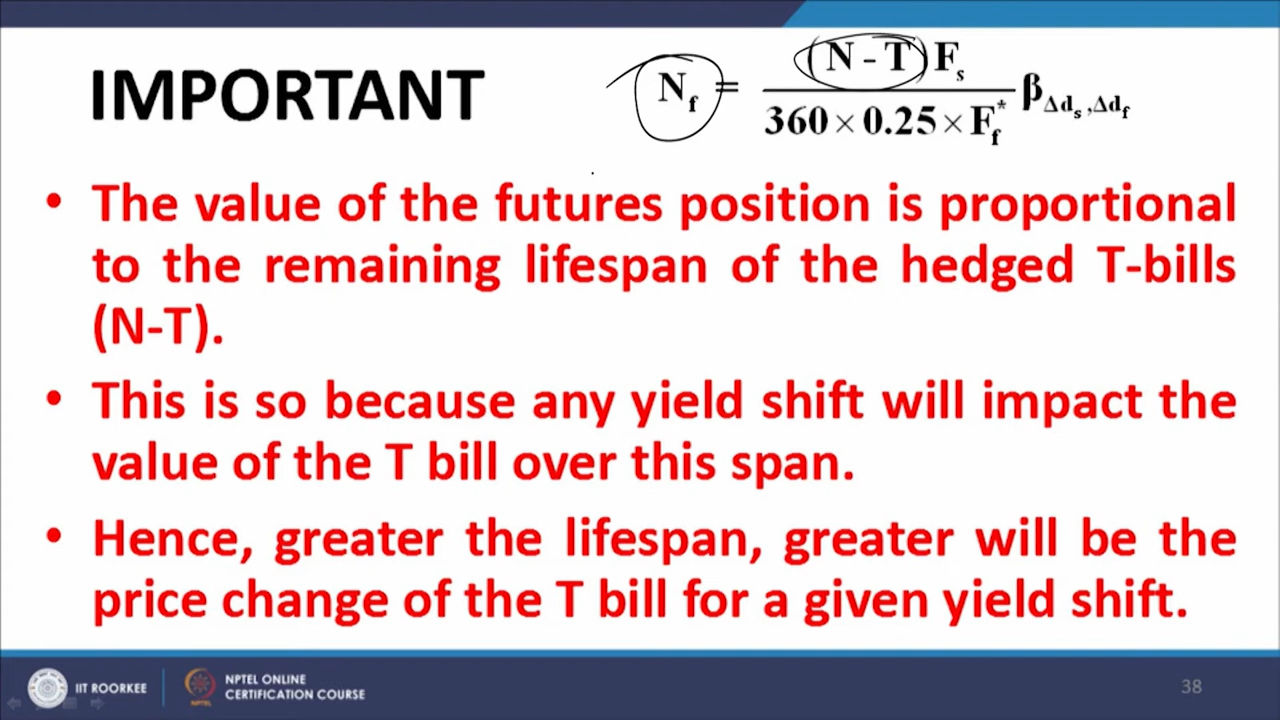 IMPORTANT
N_f = (N - T) F_s / 360 × 0.25 × F_f^* β_Δd_s,Δd_f
• The value of the futures position is proportional
to the remaining lifespan of the hedged T-bills
(N-T).
• This is so because any yield shift will impact the
value of the T bill over this span.
• Hence, greater the lifespan, greater will be the
price change of the T bill for a given yield shift.
IIT ROORKEE
NPTEL
NPTEL ONLINE
CERTIFICATION COURSE
38